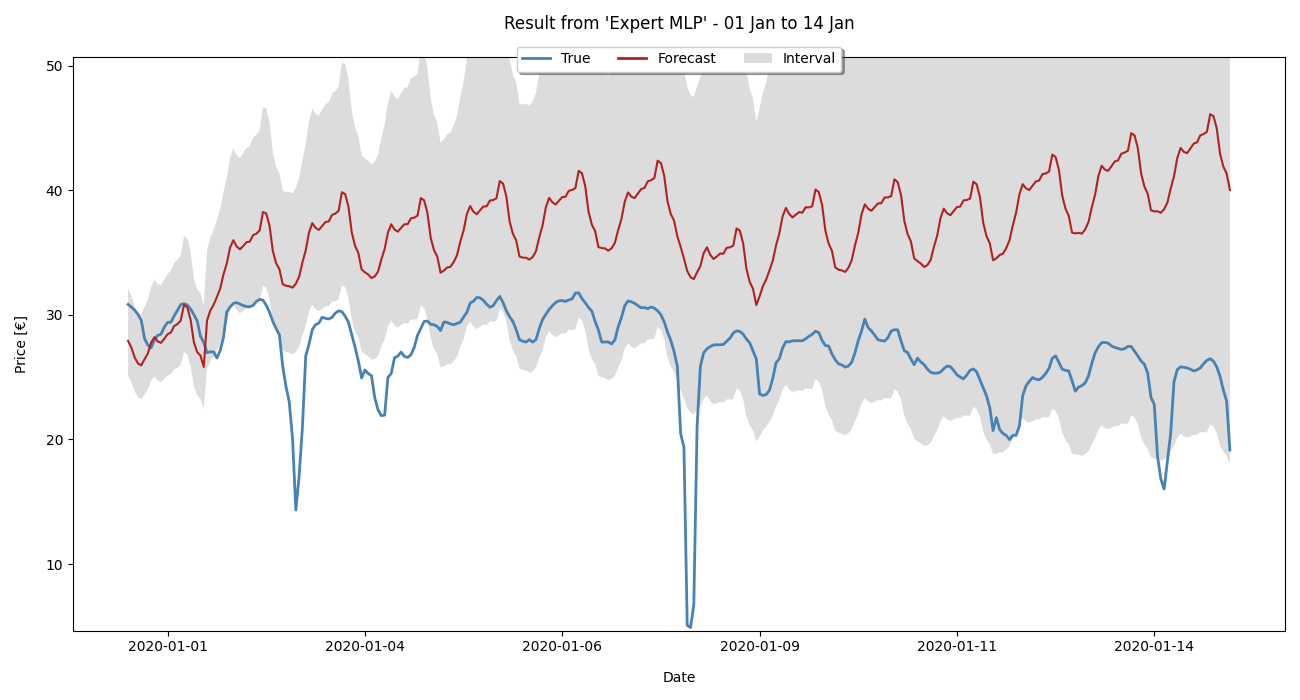 Result from 'Expert MLP' - 01 Jan to 14 Jan
True Forecast Interval
50
40
30
20
10
Price [€]
2020-01-01 2020-01-04 2020-01-06 2020-01-09 2020-01-11 2020-01-14
Date